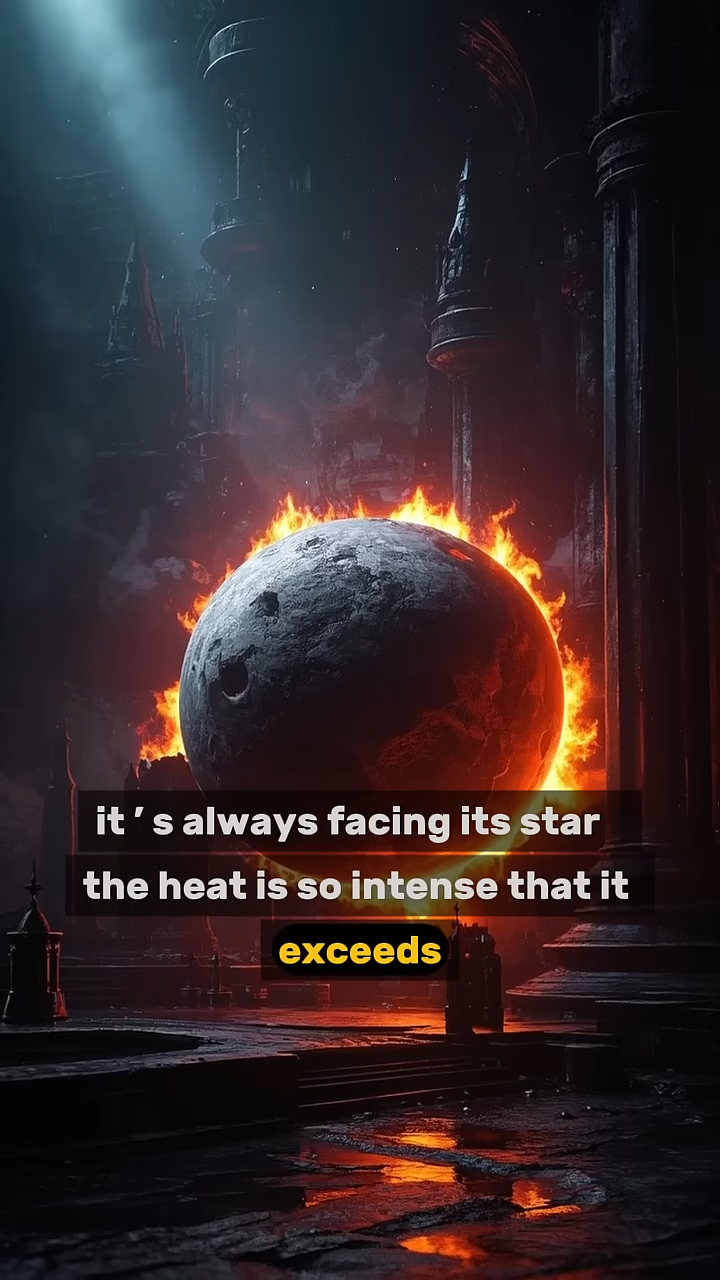 it ’ s always facing its star
the heat is so intense that it
exceeds